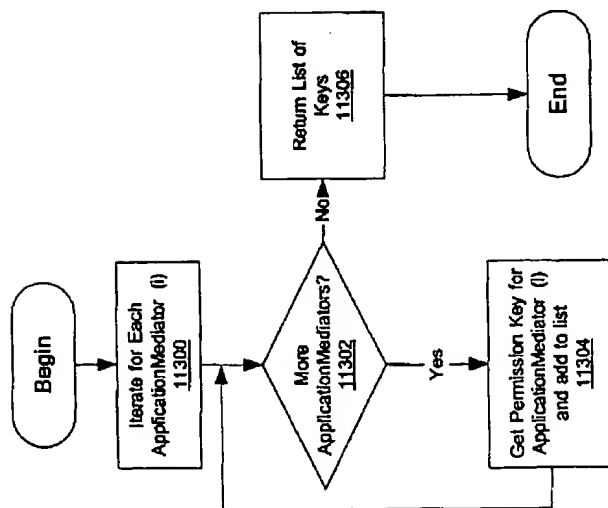 Begin
Iterate for Each
ApplicationMediator (i)
11300
More
ApplicationMediators?
11302
No
Return List of
Keys
11306
End
Yes
Get Permission Key for
ApplicationMediator (i)
and add to list
11304